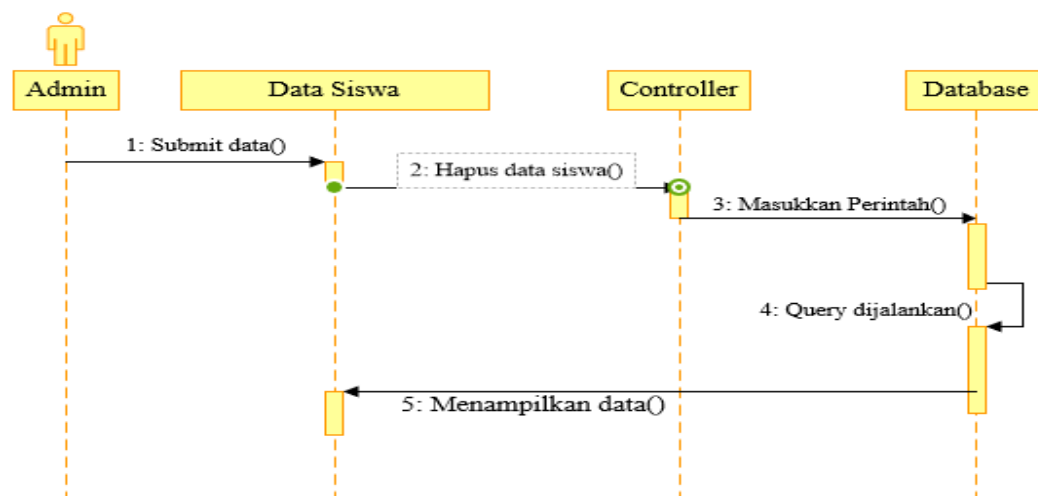 Admin
Data Siswa
Controller
Database
1: Submit data()
2: Hapus data siswa()
3: Masukkan Perintah()
4: Query dijalankan()
5: Menampilkan data()